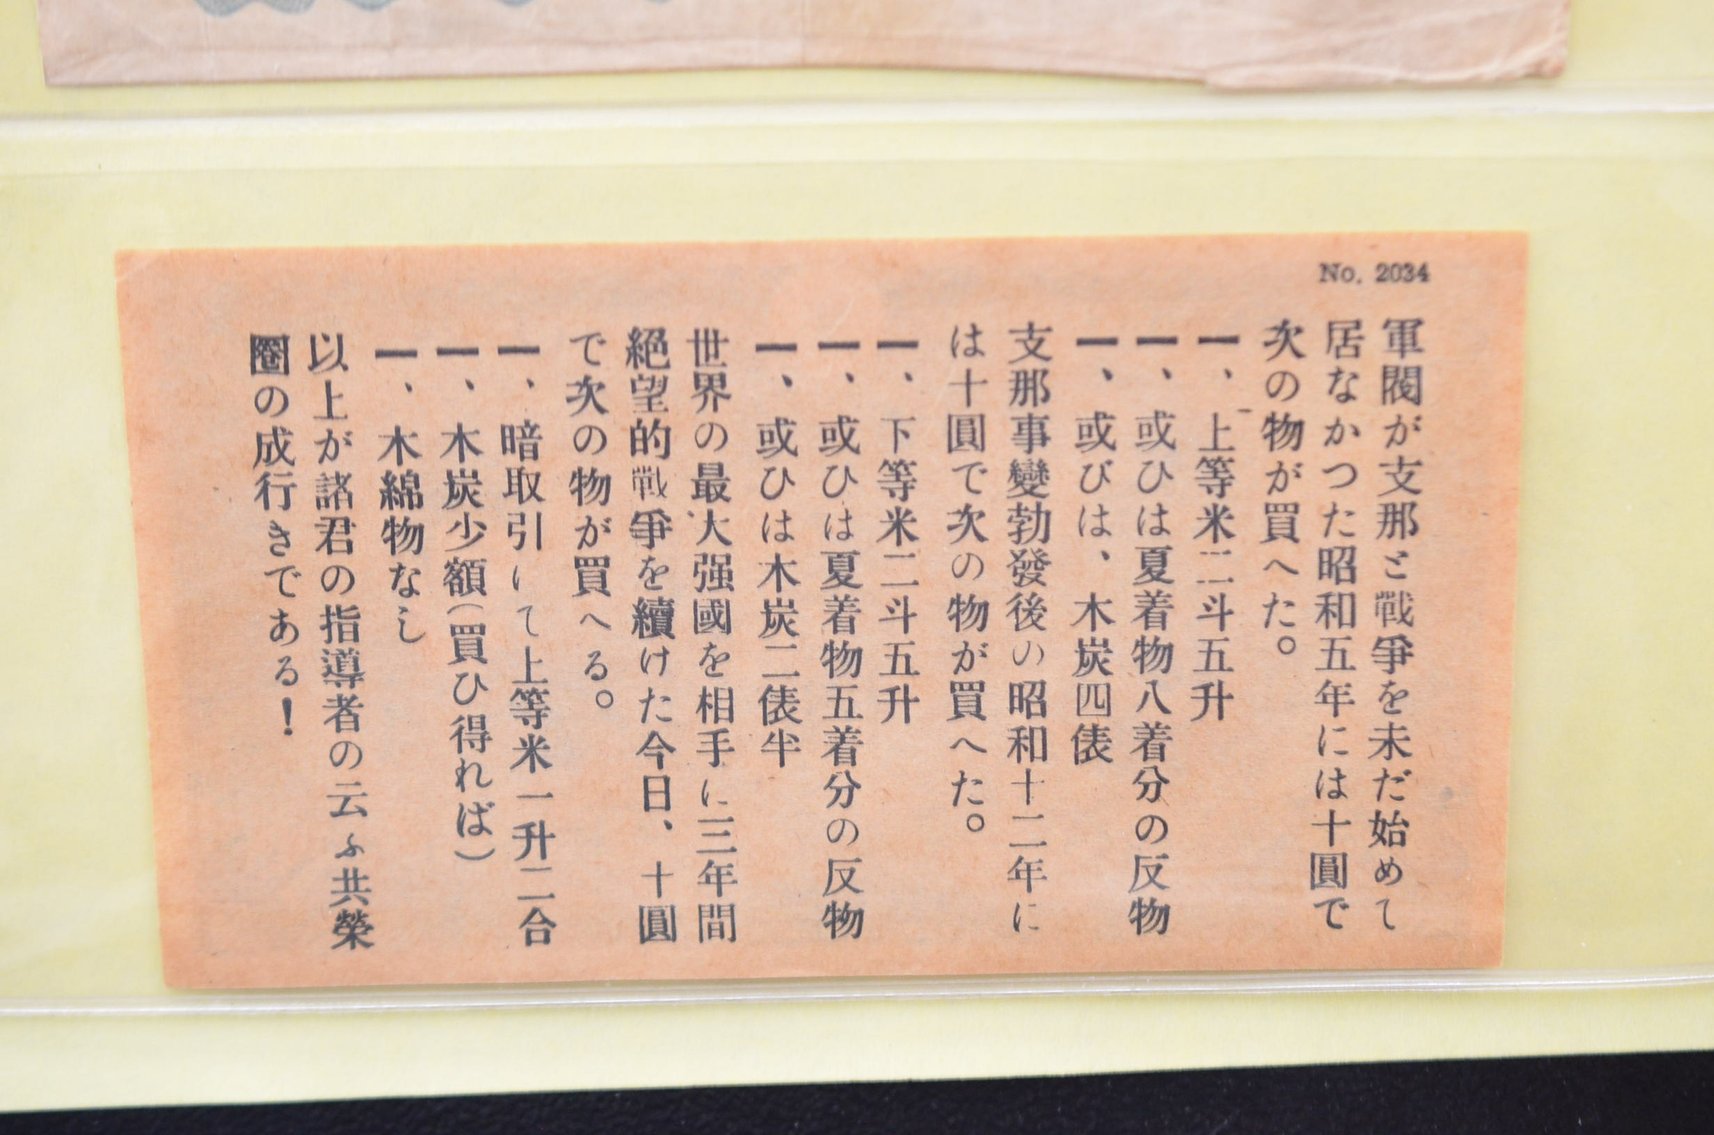 No. 2034
軍閥が支那と戰爭を未だ始めて
居なかつた昭和五年には十圓で
次の物が買へた。
一、上等米二斗五升
一、或ひは夏着物八着分の反物
一、或びは、木炭四俵
支那事變勃發後の昭和十二年に
は十圓で次の物が買へた。
一、下等米二斗五升
一、或ひは夏着物五着分の反物
一、或ひは木炭二俵半
世界の最大强國を相手に三年間
絕望的戰爭を續けた今日、十圓
で次の物が買へる。
一、暗取引にて上等米一升二合
一、木炭少額(買ひ得れば)
一、木綿物なし
以上が諸君の指導者の云ふ共榮
圈の成行きである!